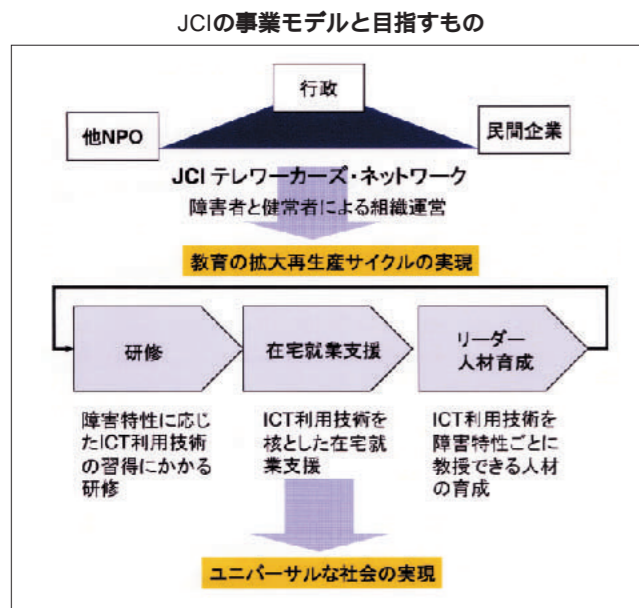 JCIの事業モデルと目指すもの
行政
他NPO
民間企業
JCI テレワーカーズ・ネットワーク
障害者と健常者による組織運営
教育の拡大再生産サイクルの実現
研修
在宅就業支援
リーダー
人材育成
障害特性に応じ
たICT利用技術
の習得にかかる
研修
ICT利用技術を
核とした在宅就
業支援
ICT利用技術を
障害特性ごとに
教授できる人材
の育成
ユニバーサルな社会の実現